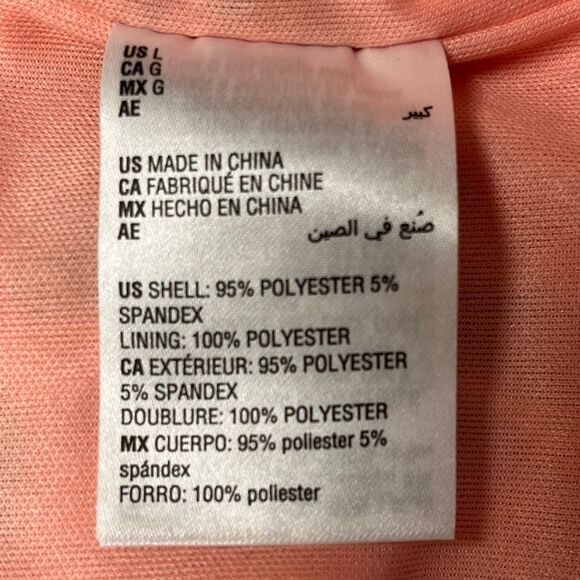 US L
CA G
MX G
AE كبير
US MADE IN CHINA
CA FABRIQUÉ EN CHINE
MX HECHO EN CHINA
AE صُنع في الصين
US SHELL: 95% POLYESTER 5%
SPANDEX
LINING: 100% POLYESTER
CA EXTÉRIEUR: 95% POLYESTER
5% SPANDEX
DOUBLURE: 100% POLYESTER
MX CUERPO: 95% poliester 5%
spándex
FORRO: 100% poliester